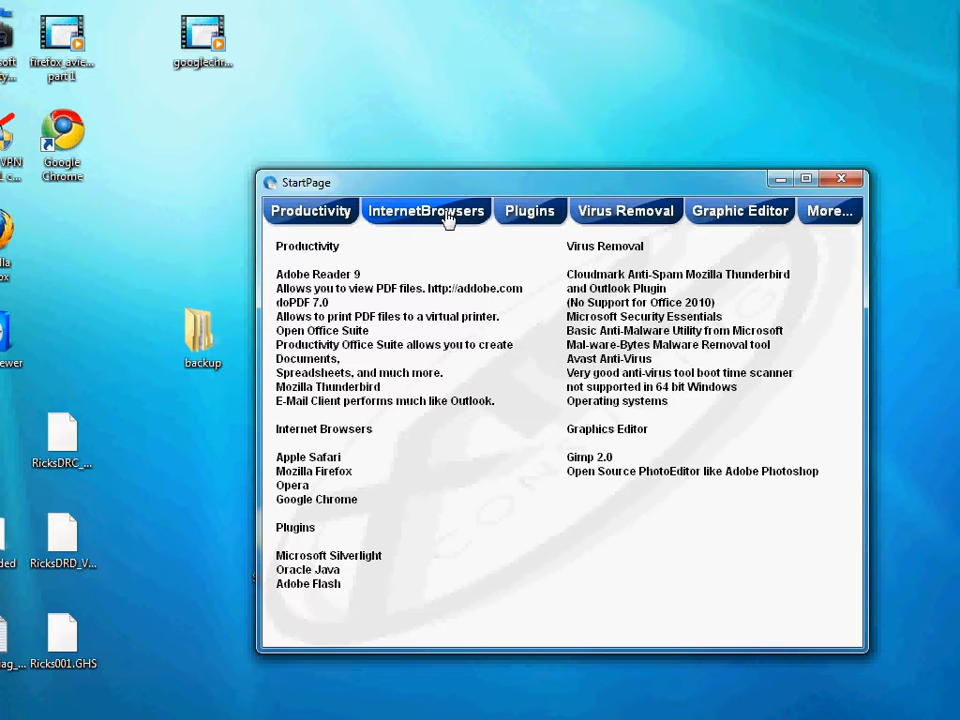 firefox_avie...
part 1
googlechr...
Google
Chrome
VPN
backup
RicksDRC_...
RicksDRD_V...
Ricks001.GHS
StartPage
Productivity
InternetBrowsers
Plugins
Virus Removal
Graphic Editor
More...
Productivity
Adobe Reader 9
Allows you to view PDF files. http://addobe.com
doPDF 7.0
Allows to print PDF files to a virtual printer.
Open Office Suite
Productivity Office Suite allows you to create
Documents,
Spreadsheets, and much more.
Mozilla Thunderbird
E-Mail Client performs much like Outlook.
Internet Browsers
Apple Safari
Mozilla Firefox
Opera
Google Chrome
Plugins
Microsoft Silverlight
Oracle Java
Adobe Flash
Virus Removal
Cloudmark Anti-Spam Mozilla Thunderbird
and Outlook Plugin
(No Support for Office 2010)
Microsoft Security Essentials
Basic Anti-Malware Utility from Microsoft
Mal-ware-Bytes Malware Removal tool
Avast Anti-Virus
Very good anti-virus tool boot time scanner
not supported in 64 bit Windows
Operating systems
Graphics Editor
Gimp 2.0
Open Source PhotoEditor like Adobe Photoshop